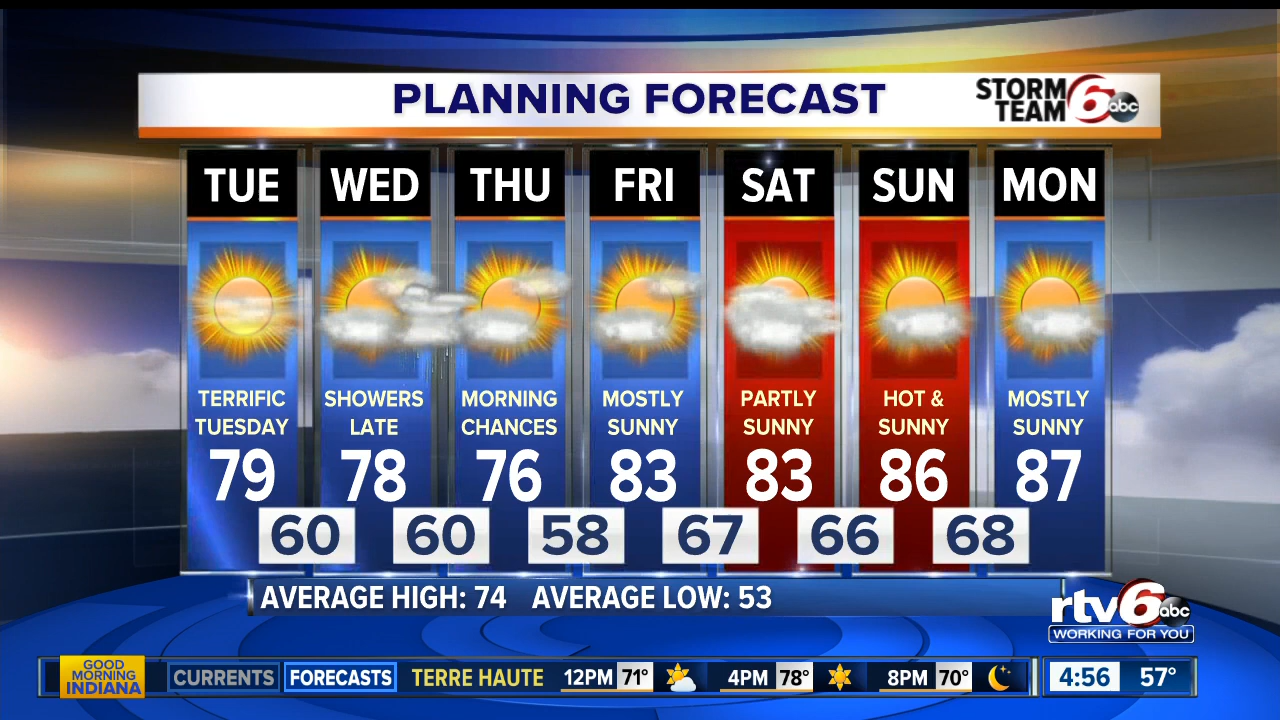 PLANNING FORECAST
STORM
TEAM 6 abc
TUE WED THU FRI SAT SUN MON
TERRIFIC SHOWERS MORNING MOSTLY PARTLY HOT & MOSTLY
TUESDAY LATE CHANCES SUNNY SUNNY SUNNY SUNNY
79 78 76 83 83 86 87
60 60 58 67 66 68
AVERAGE HIGH: 74 AVERAGE LOW: 53
rtv6 abc
WORKING FOR YOU
GOOD
MORNING
INDIANA
CURRENTS FORECASTS TERRE HAUTE 12PM 71° 4PM 78° 8PM 70° 4:56 57°